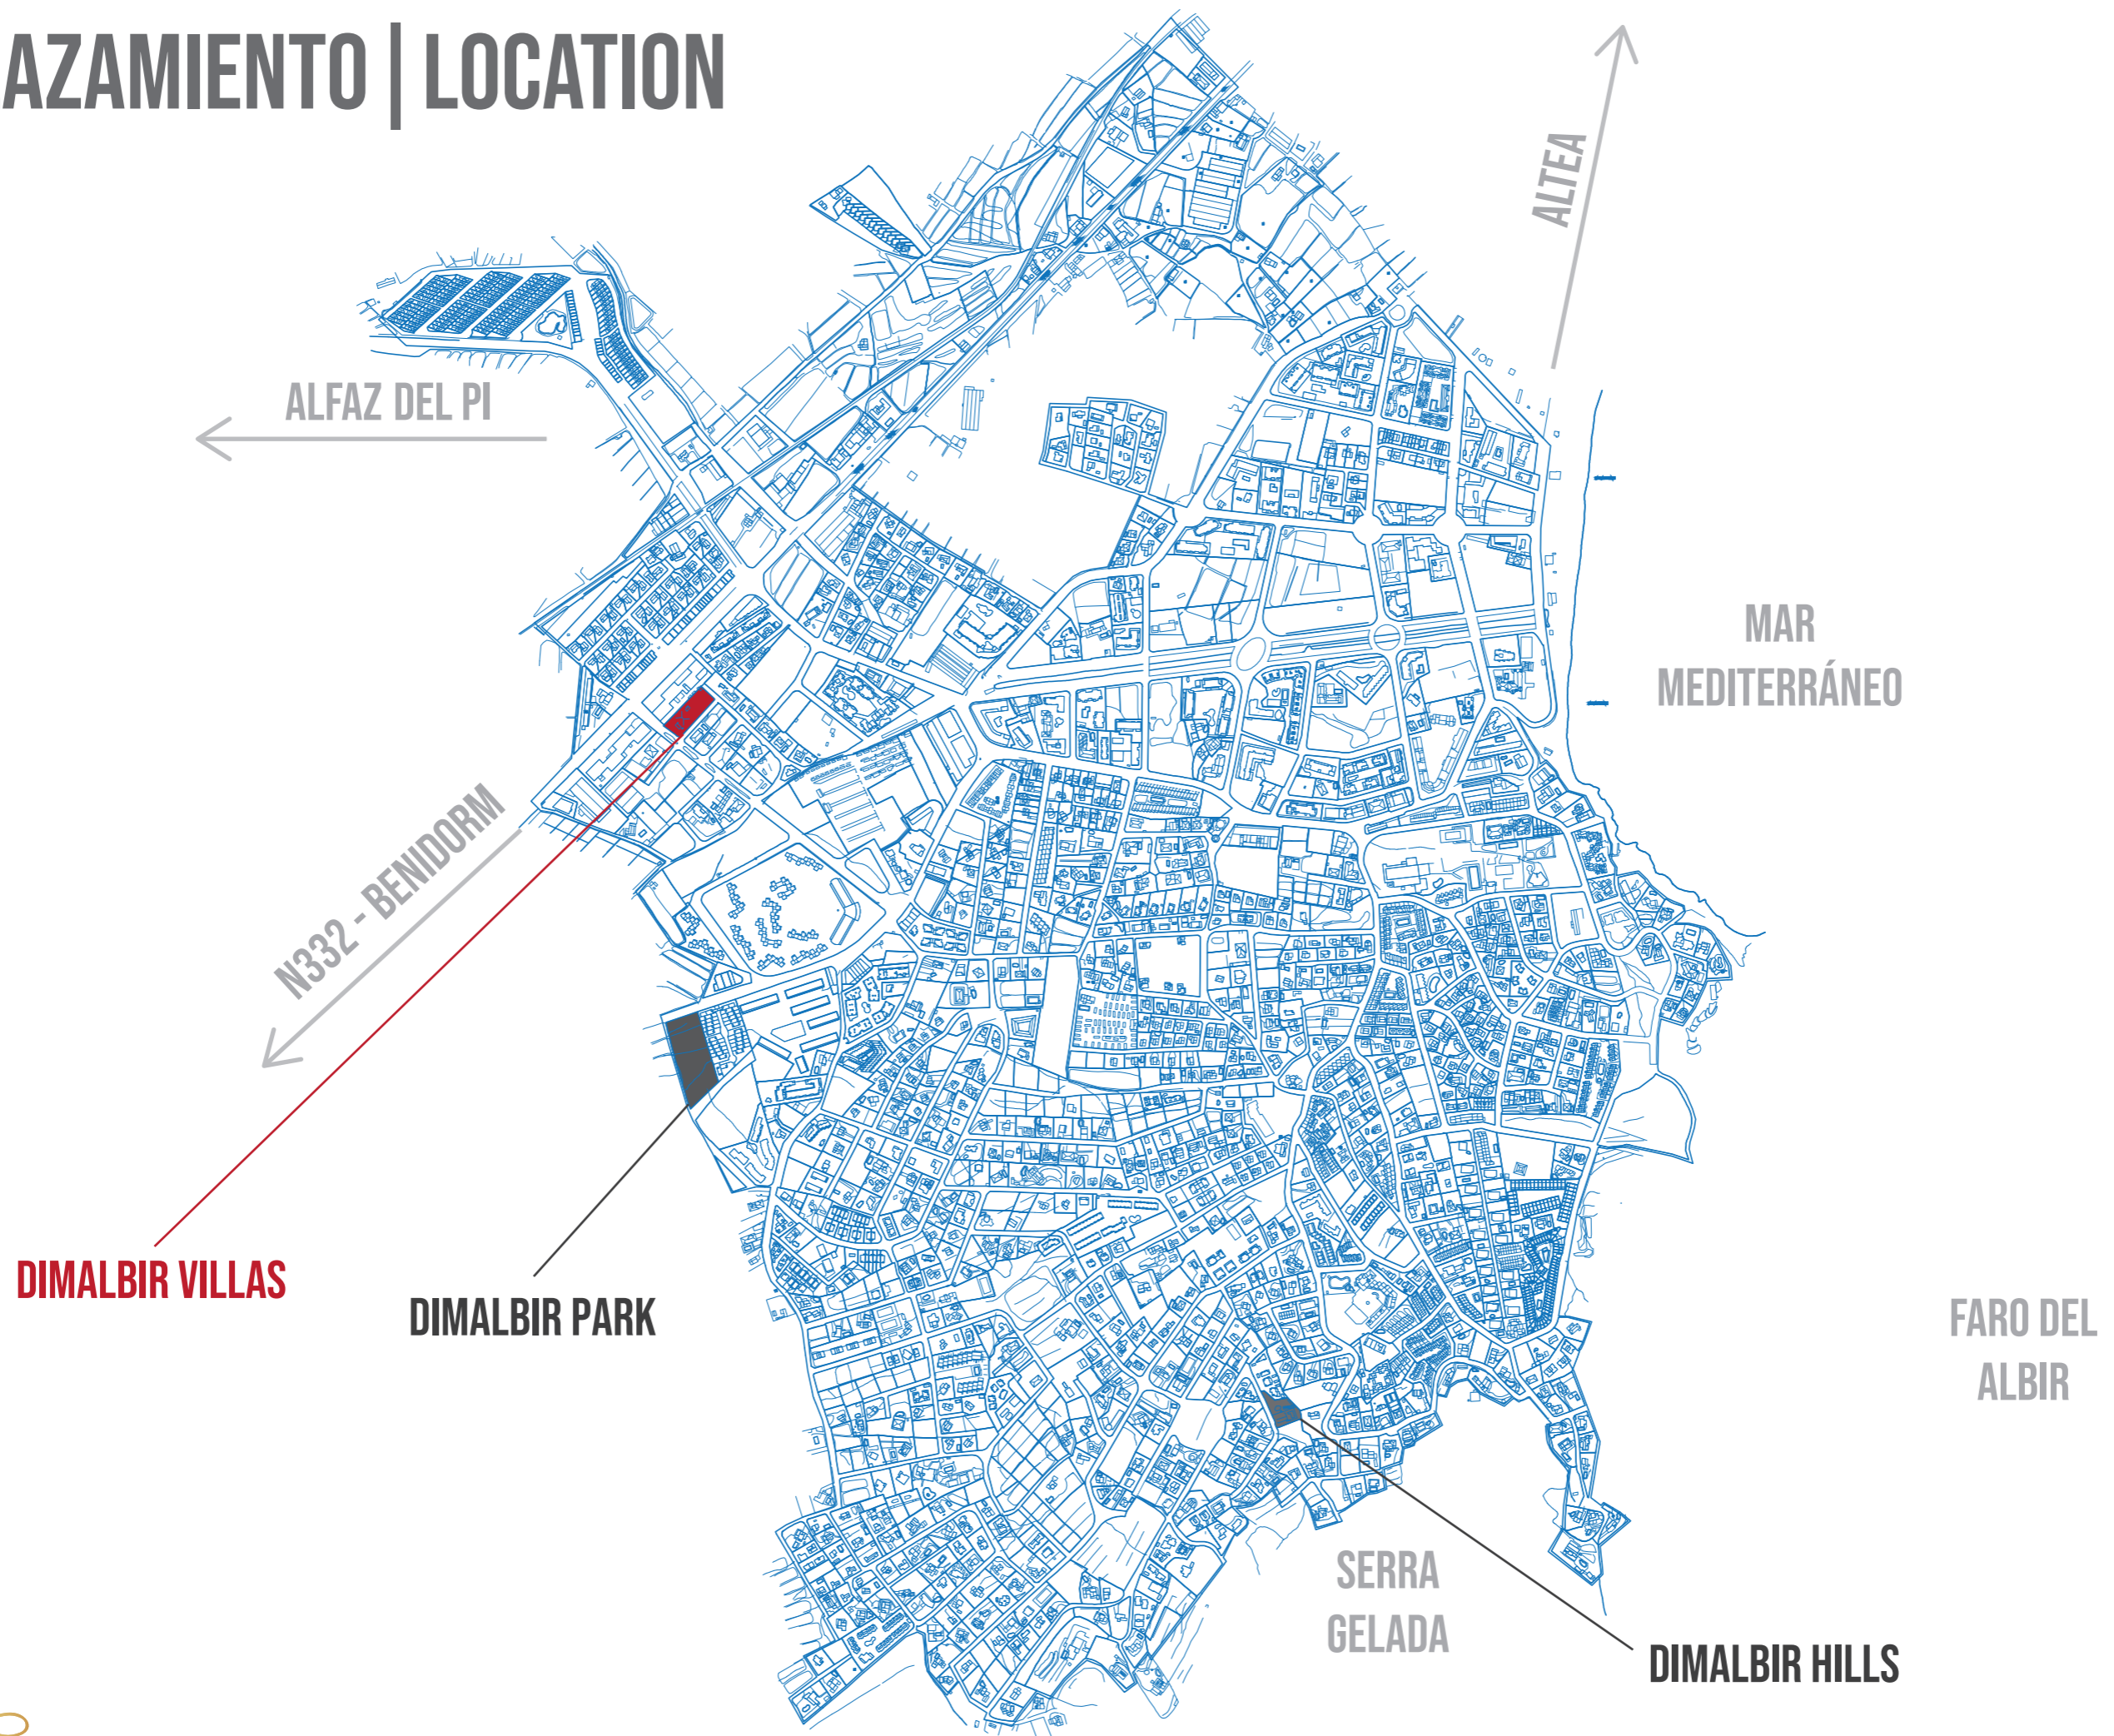 AZAMIENTO | LOCATION
ALTEA
ALFAZ DEL PI
MAR
MEDITERRÁNEO
N332 - BENIDORM
DIMALBIR VILLAS
DIMALBIR PARK
FARO DEL
ALBIR
SERRA
GELADA
DIMALBIR HILLS